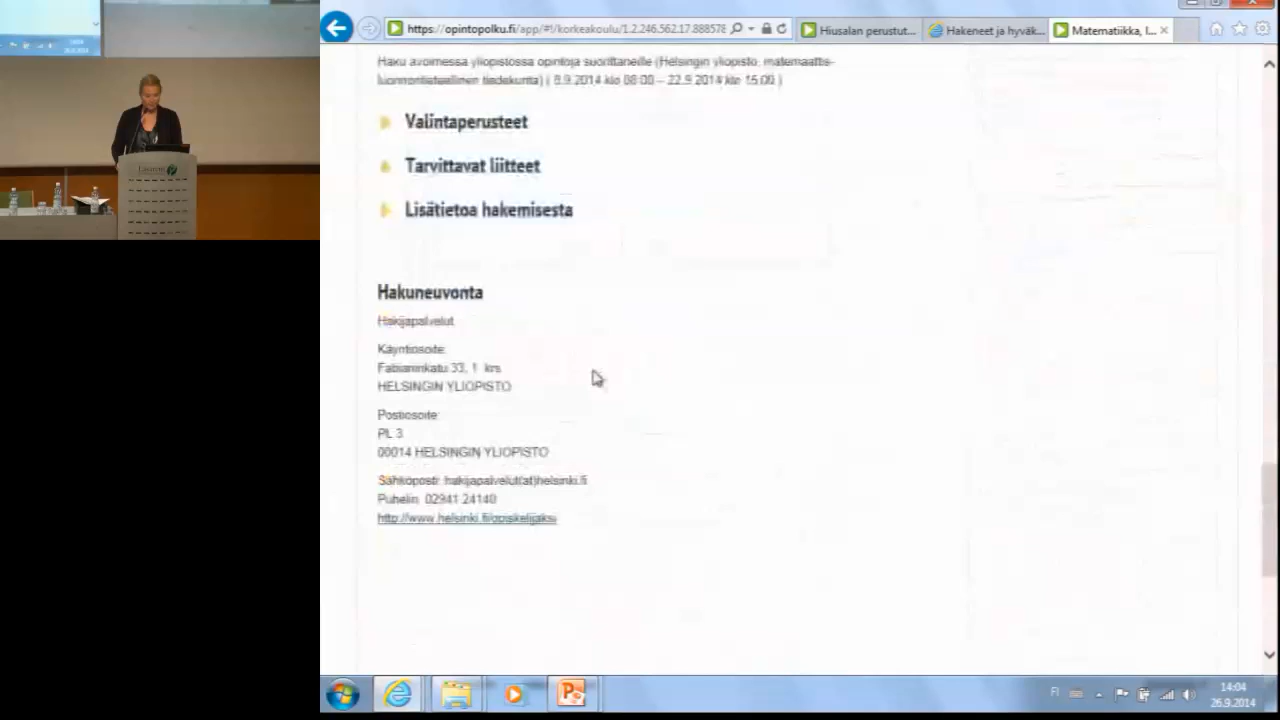 https://opintopolku.fi/app/#!/korkeakoulu/1.2.246.562.17.888578
Hiusalan perustut...
Hakeneet ja hyväk...
Matematiikka, l...
Haku avoimessa yliopistossa opintoja suorittaneille (Helsingin yliopisto, matemaattis-
luonnontieteellinen tiedekunta) ( 8.9.2014 klo 08:00 – 22.9.2014 klo 15:00 )
Valintaperusteet
Tarvittavat liitteet
Lisätietoa hakemisesta
Hakuneuvonta
Hakijapalvelut
Käyntiosoite:
Fabianinkatu 33, 1. krs
HELSINGIN YLIOPISTO
Postiosoite:
PL 3
00014 HELSINGIN YLIOPISTO
Sähköposti: hakijapalvelut(at)helsinki.fi
Puhelin: 02941 24140
http://www.helsinki.fi/opiskelijaksi
FI
14:04
26.9.2014